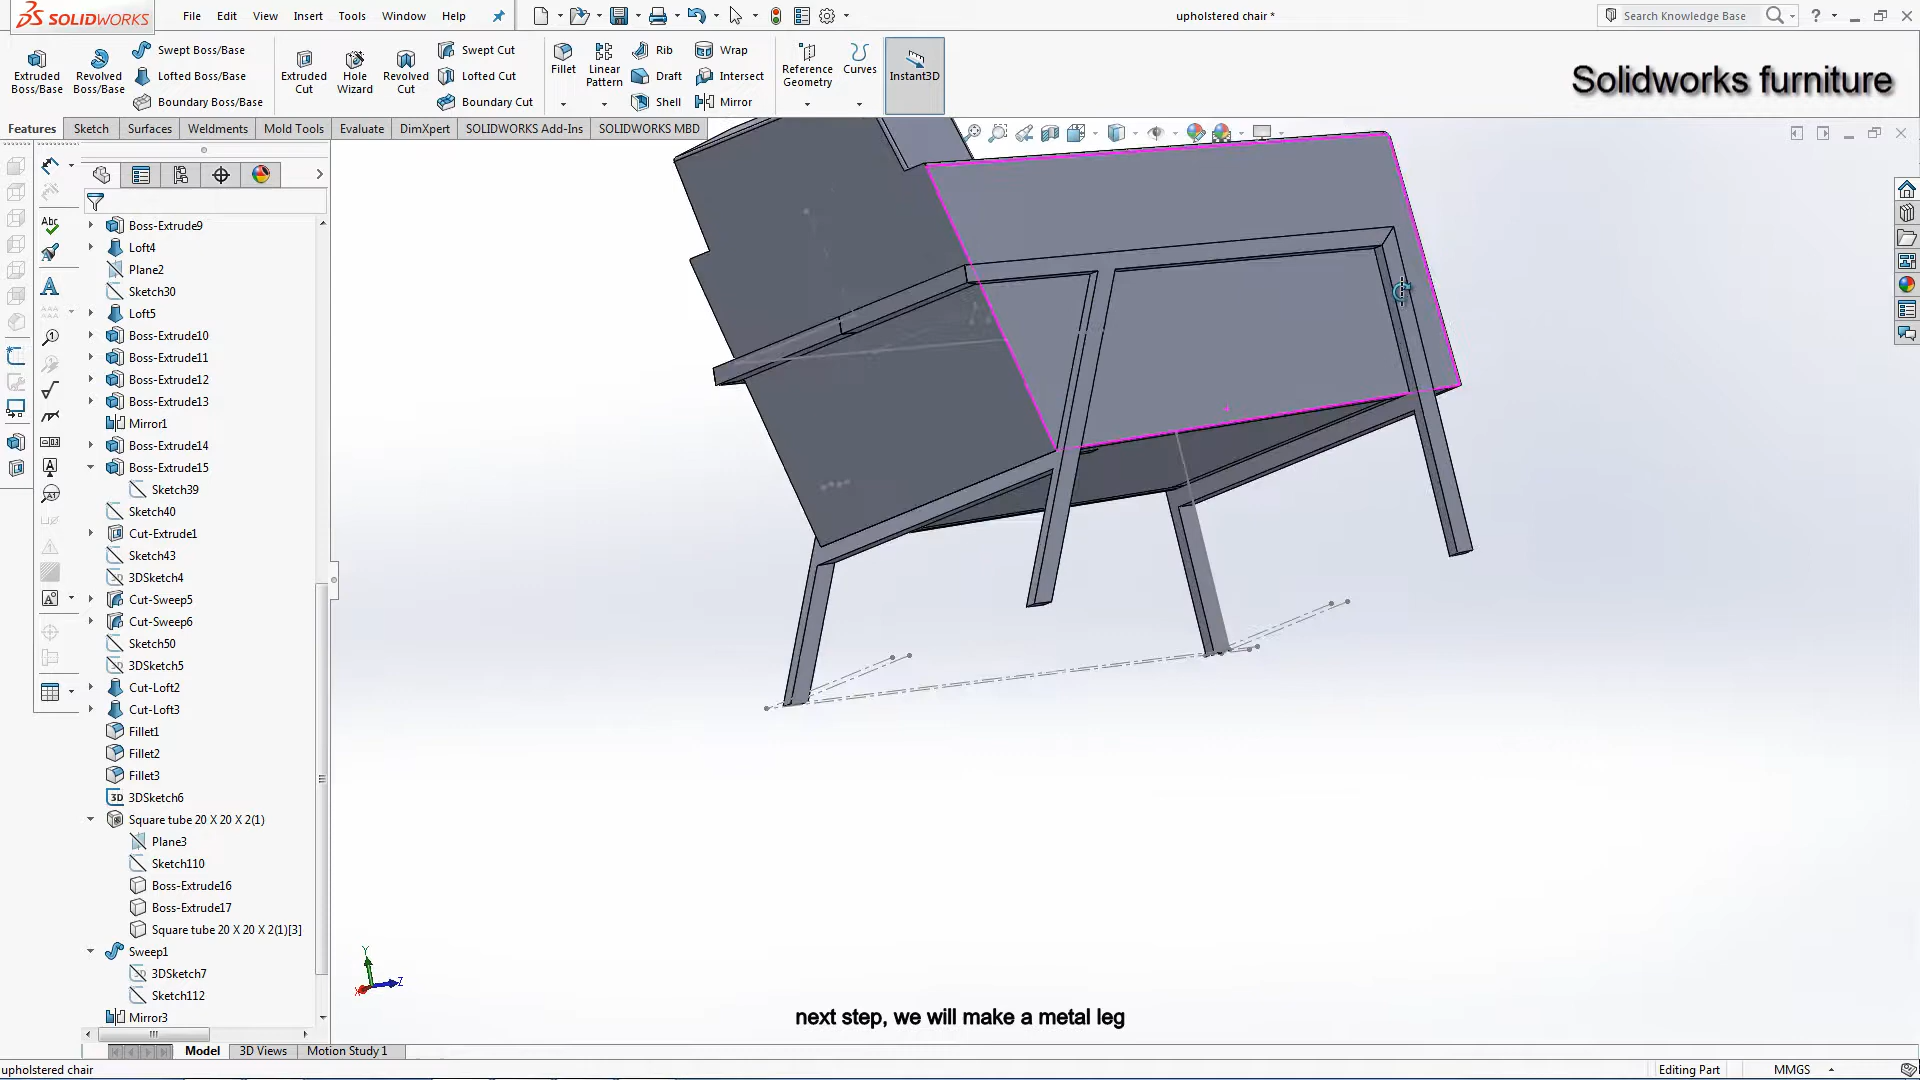 SOLIDWORKS
File Edit View Insert Tools Window Help
upholstered chair *
Search Knowledge Base
Extruded Boss/Base
Revolved Boss/Base
Swept Boss/Base
Lofted Boss/Base
Boundary Boss/Base
Extruded Cut
Hole Wizard
Revolved Cut
Swept Cut
Lofted Cut
Boundary Cut
Fillet
Linear Pattern
Rib
Draft
Shell
Wrap
Intersect
Mirror
Reference Geometry
Curves
Instant3D
Solidworks furniture
Features Sketch Surfaces Weldments Mold Tools Evaluate DimXpert SOLIDWORKS Add-Ins SOLIDWORKS MBD
Boss-Extrude9
Loft4
Plane2
Sketch30
Loft5
Boss-Extrude10
Boss-Extrude11
Boss-Extrude12
Boss-Extrude13
Mirror1
Boss-Extrude14
Boss-Extrude15
Sketch39
Sketch40
Cut-Extrude1
Sketch43
3DSketch4
Cut-Sweep5
Cut-Sweep6
Sketch50
3DSketch5
Cut-Loft2
Cut-Loft3
Fillet1
Fillet2
Fillet3
3D 3DSketch6
Square tube 20 X 20 X 2(1)
Plane3
Sketch110
Boss-Extrude16
Boss-Extrude17
Square tube 20 X 20 X 2(1)[3]
Sweep1
3DSketch7
Sketch112
Mirror3
Y
Z
X
next step, we will make a metal leg
Model 3D Views Motion Study 1
upholstered chair
Editing Part
MMGS